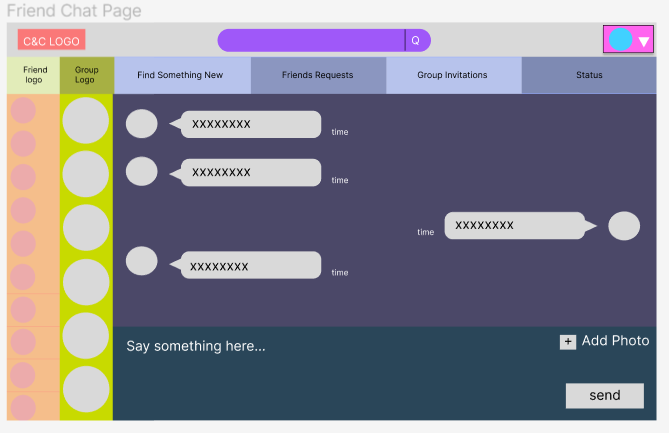 Friend Chat Page
C&C LOGO
Q
Friend
logo
Group
Logo
Find Something New
Friends Requests
Group Invitations
Status
XXXXXXXX
time
XXXXXXXX
time
time
XXXXXXXX
XXXXXXXX
time
Say something here...
+ Add Photo
send